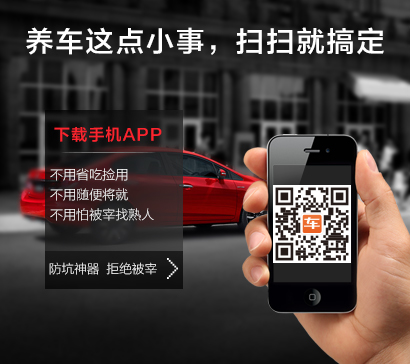 养车这点小事，扫扫就搞定
下载手机APP
不用省吃捡用
不用随便将就
不用怕被宰找熟人
防坑神器 拒绝被宰
车